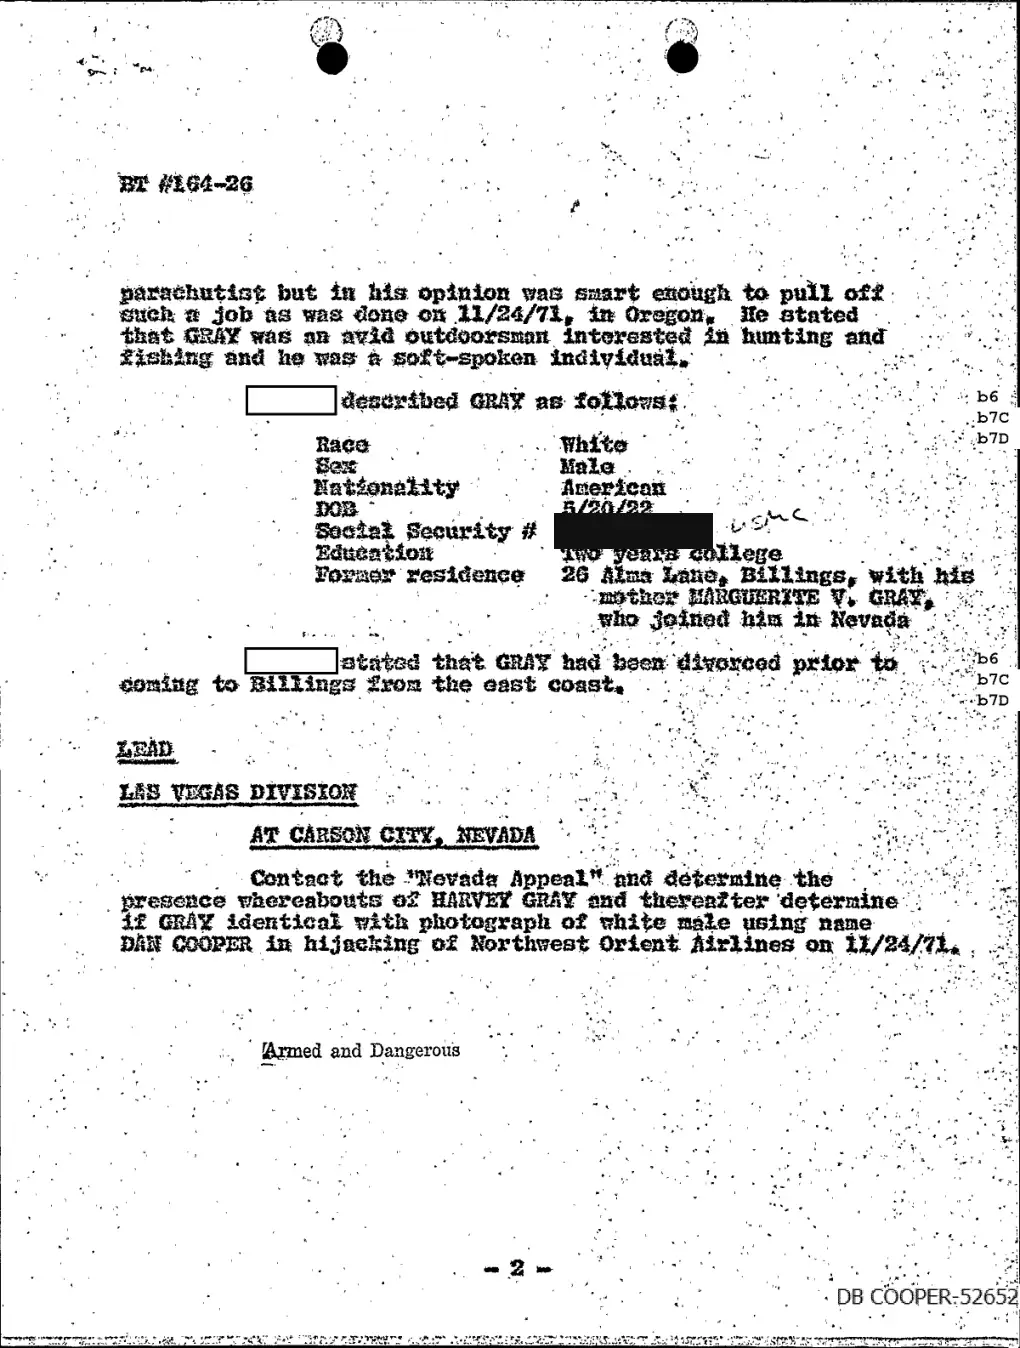 BT #164-26
parachutist but in his opinion was smart enough to pull off
such a job as was done on 11/24/71, in Oregon. He stated
that GRAY was an avid outdoorsman interested in hunting and
fishing and he was a soft-spoken individual.
described GRAY as follows:
b6
b7C
b7D
Race White
Sex Male
Nationality American
DOB 5/20/22
Social Security # USMC
Education Two years college
Former residence 26 Alma Lane, Billings, with his
mother MARGUERITE V. GRAY,
who joined him in Nevada
stated that GRAY had been divorced prior to
coming to Billings from the east coast.
b6
b7C
b7D
LEAD
LAS VEGAS DIVISION
AT CARSON CITY, NEVADA
Contact the "Nevada Appeal" and determine the
presence whereabouts of HARVEY GRAY and thereafter determine
if GRAY identical with photograph of white male using name
DAN COOPER in hijacking of Northwest Orient Airlines on 11/24/71.
Armed and Dangerous
- 2 -
DB COOPER-52652